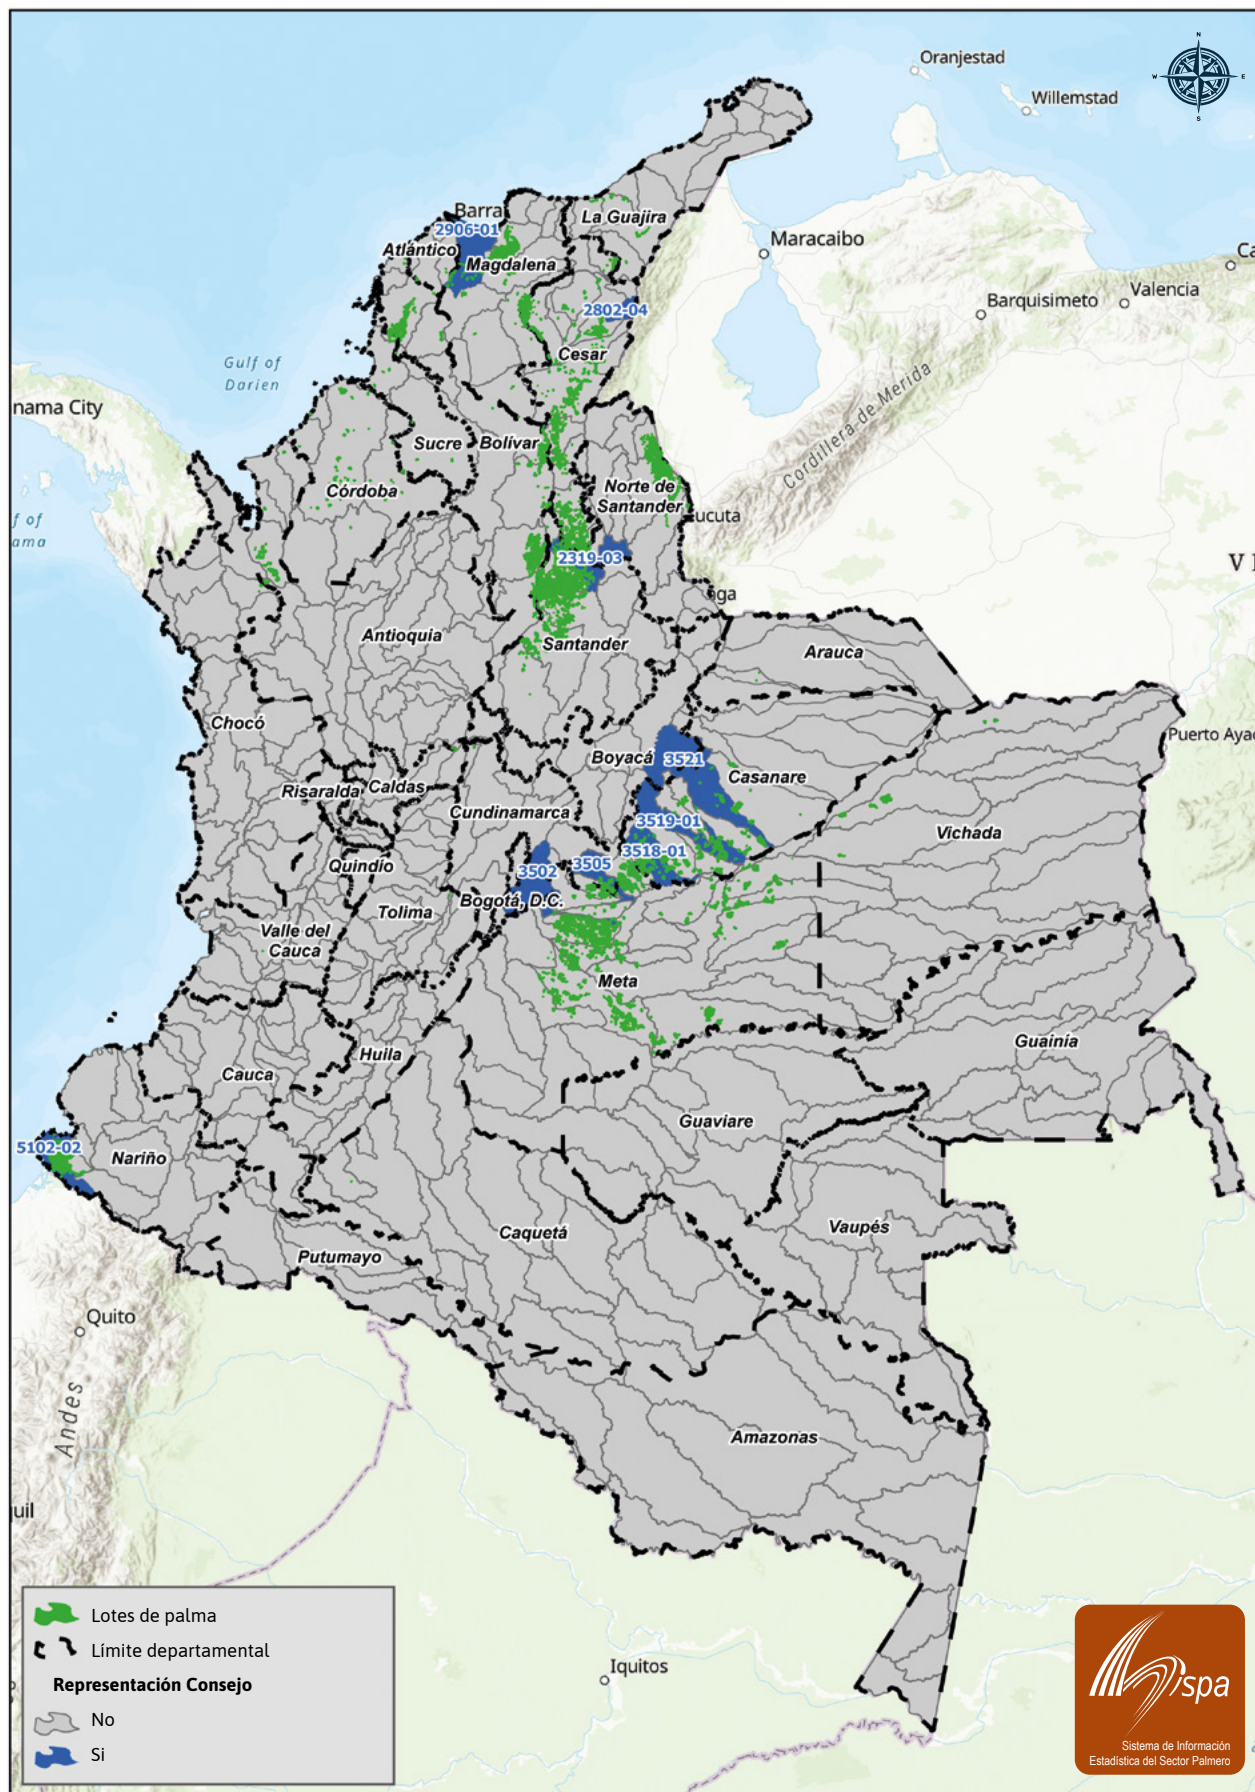 N
W
E
S
Oranjestad
Willemstad
Barra
La Guajira
2906-01
Atlántico
Magdalena
Maracaibo
Ca
Valencia
Barquisimeto
2802-04
Cesar
Gulf of
Darien
Cordillera de Merida
nama City
Sucre
Bolívar
Córdoba
Norte de
Santander
ucuta
f of
ama
2319-03
V
oga
Antioquia
Santander
Arauca
Chocó
Puerto Ayac
Boyacá
3521
Casanare
Risaralda
Caldas
Cundinamarca
3519-01
Vichada
3518-01
Quindío
3502
3505
Bogotá, D.C.
Tolima
Valle del
Cauca
Meta
Guainía
Huila
Cauca
Guaviare
5102-02
Nariño
Vaupés
Caquetá
Putumayo
Quito
Andes
Amazonas
uil
Iquitos
Lotes de palma
Límite departamental
Representación Consejo
No
Si
Sispa
Sistema de Información
Estadística del Sector Palmero